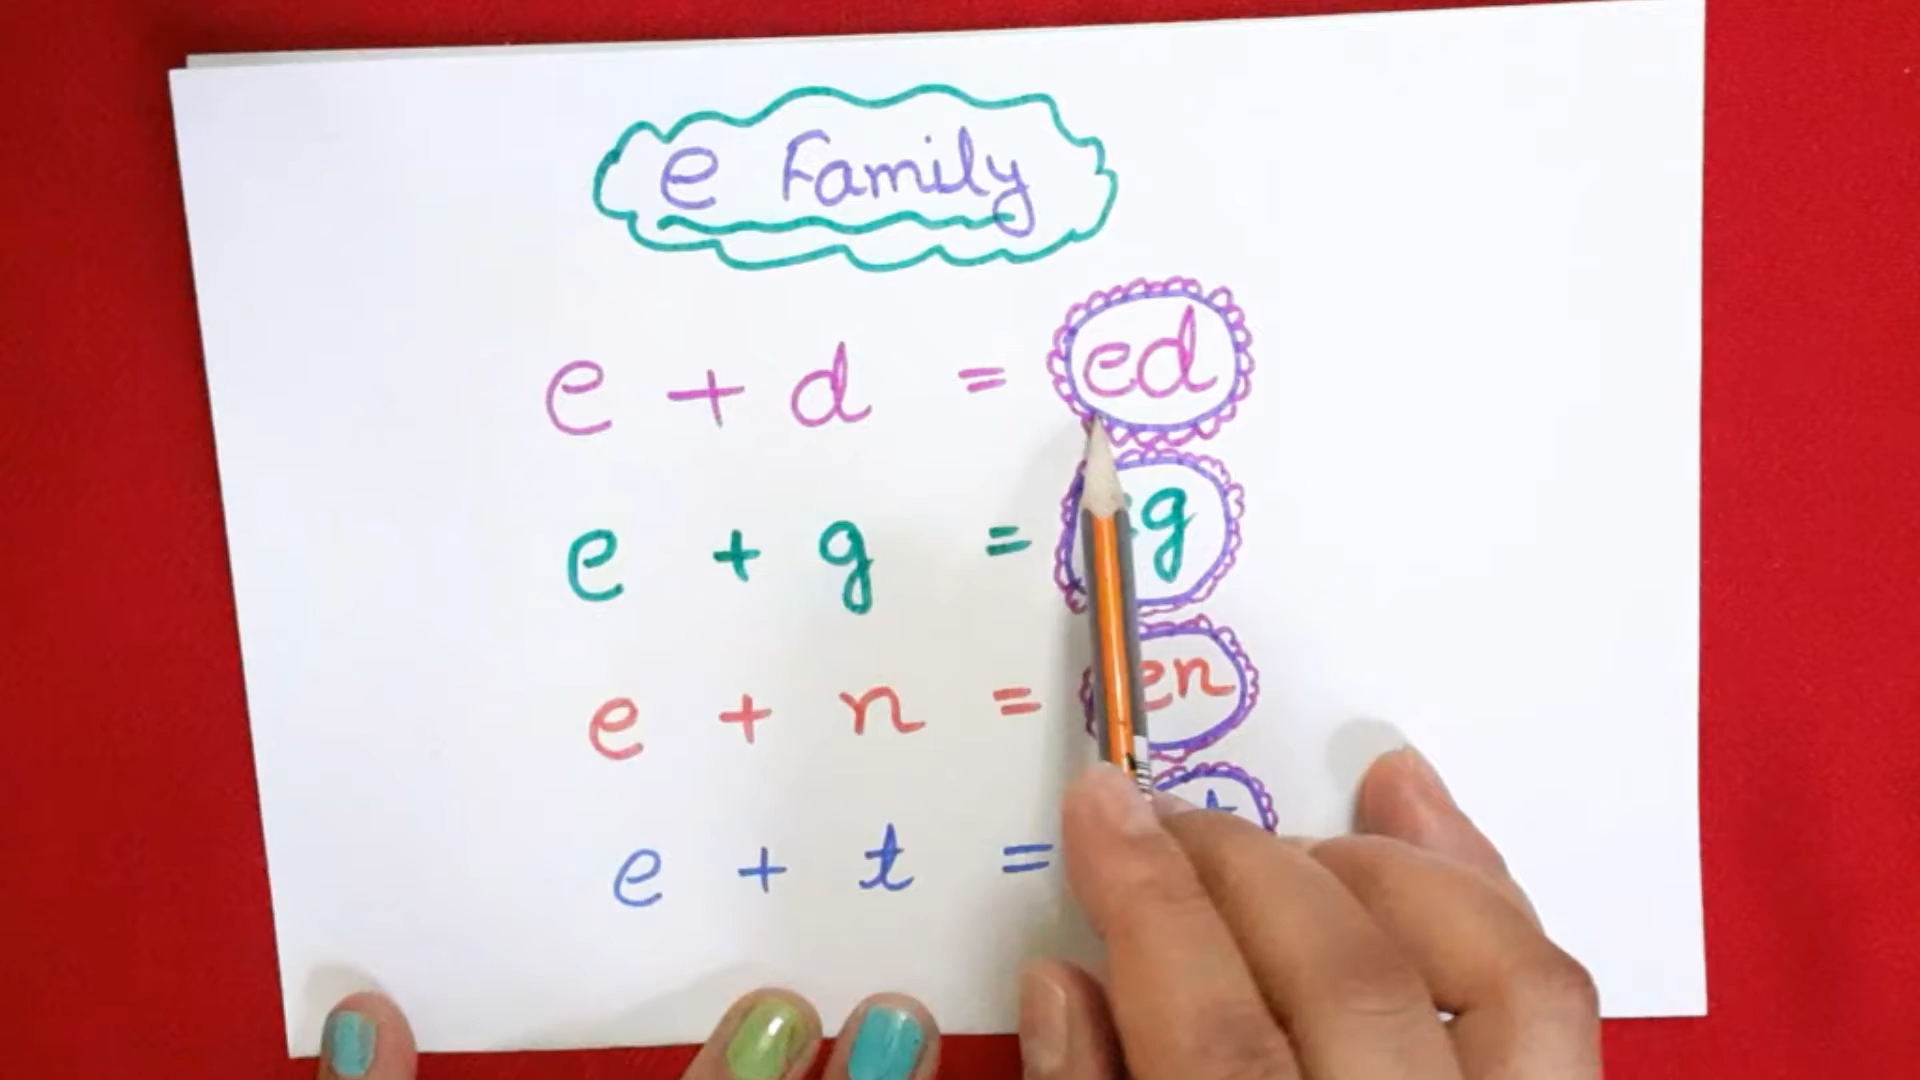 e Family
e + d = ed
e + g = g
e + n = en
e + t = t